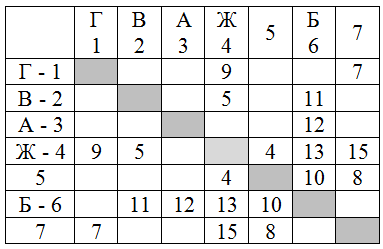 Г В А Ж Б
1 2 3 4 5 6 7
Г - 1 9 7
В - 2 5 11
А - 3 12
Ж - 4 9 5 4 13 15
5 4 10 8
Б - 6 11 12 13 10
7 7 15 8